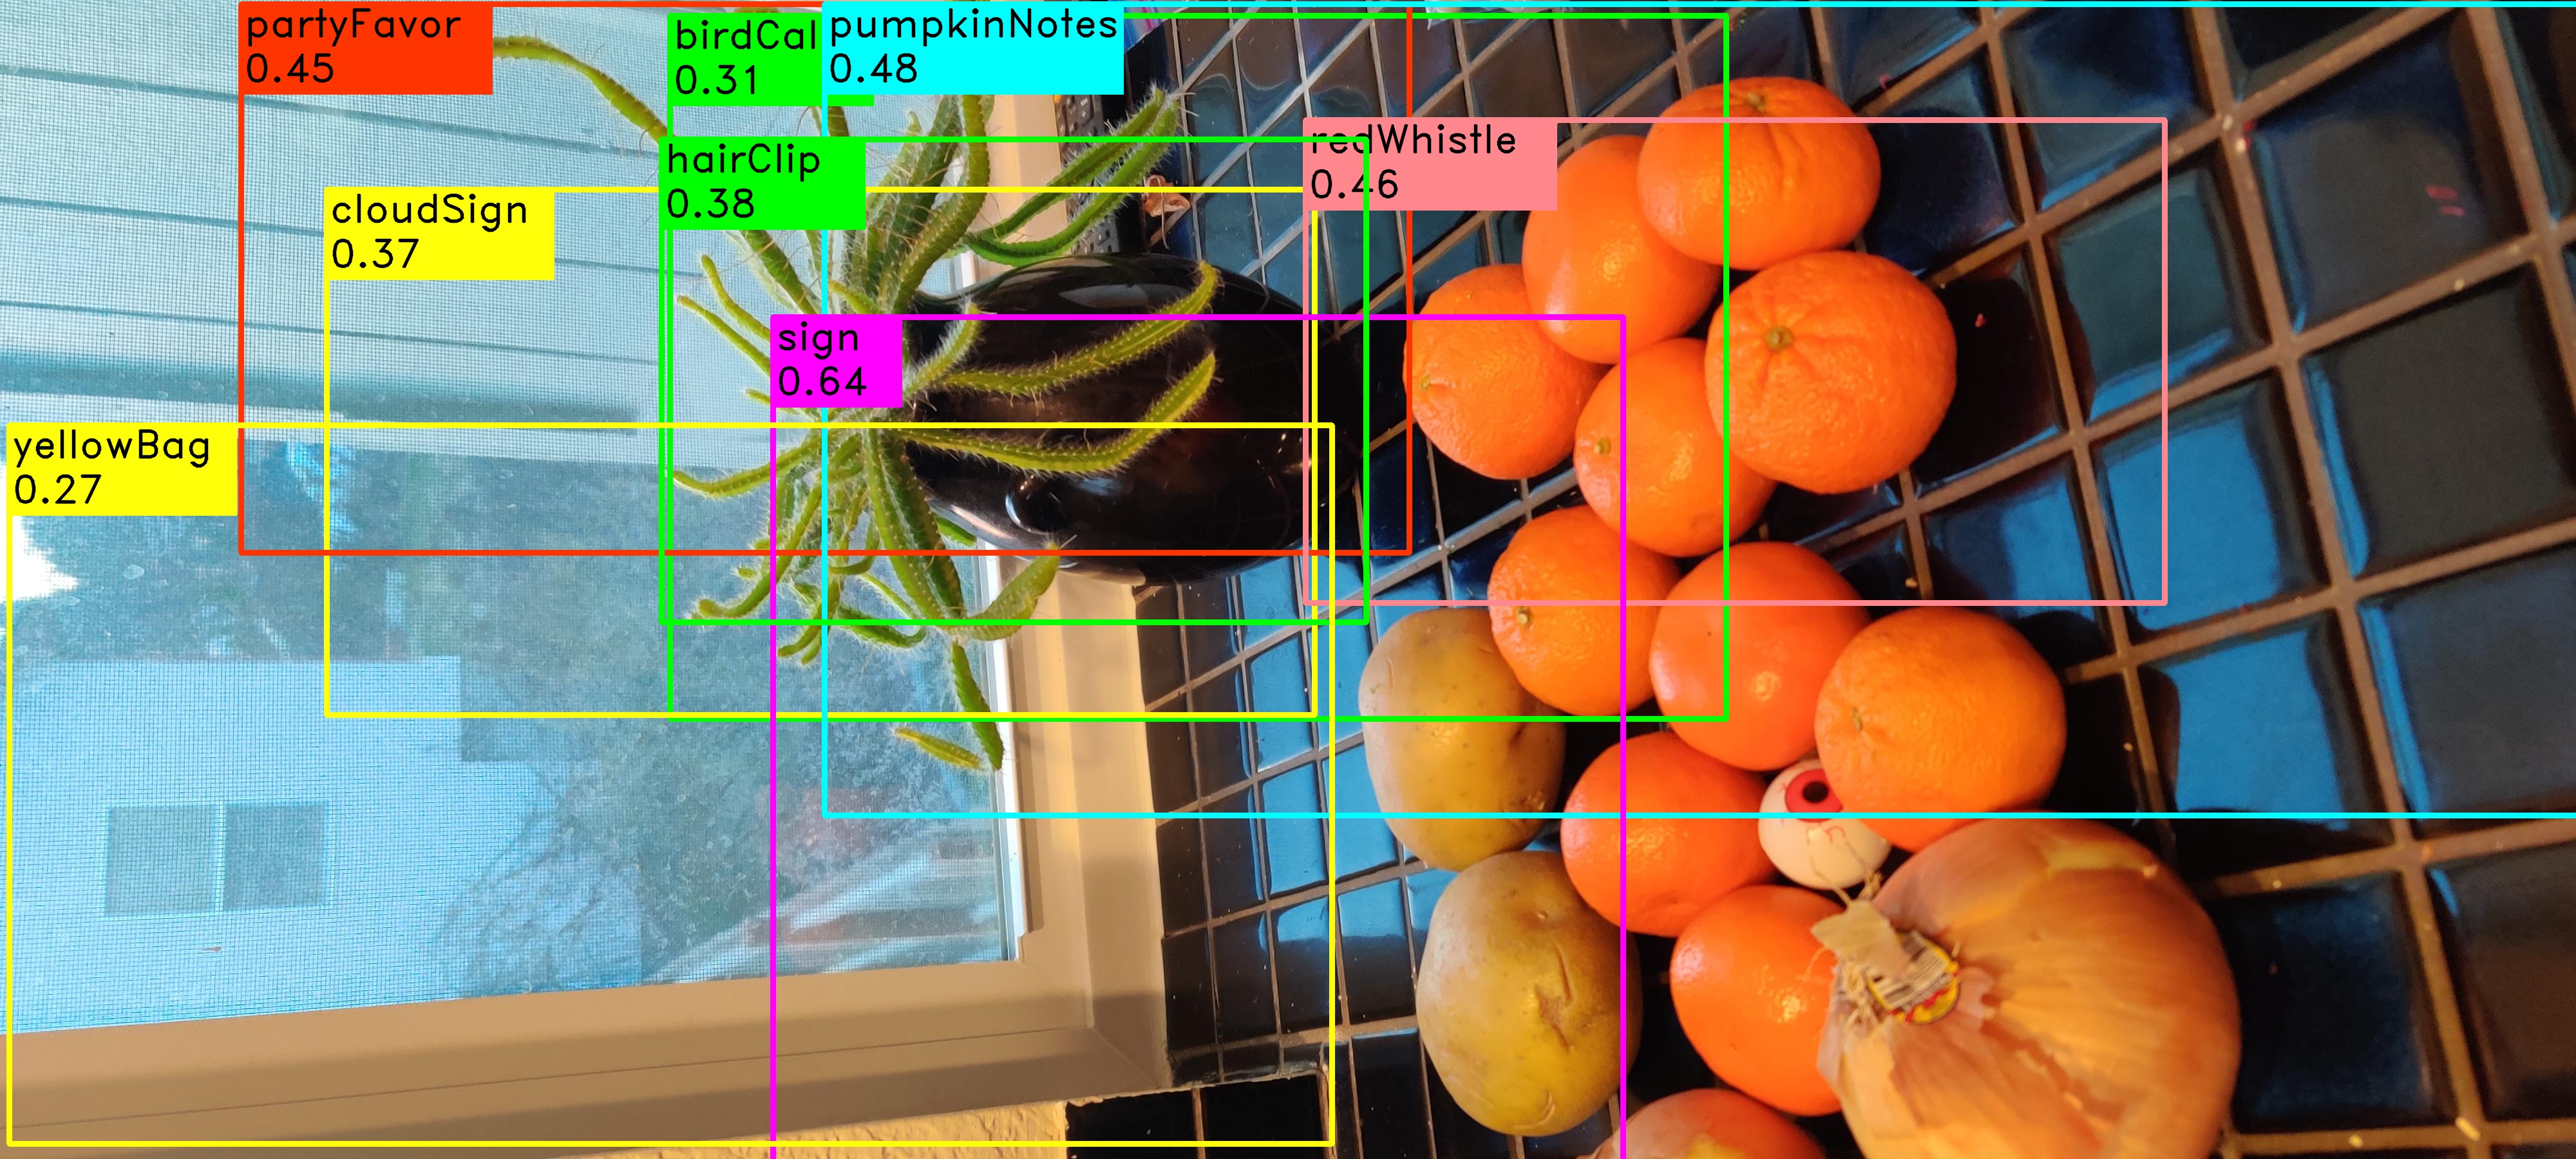 partyFavor
0.45
birdCal
0.31
pumpkinNotes
0.48
redWhistle
0.46
hairClip
0.38
cloudSign
0.37
sign
0.64
yellowBag
0.27